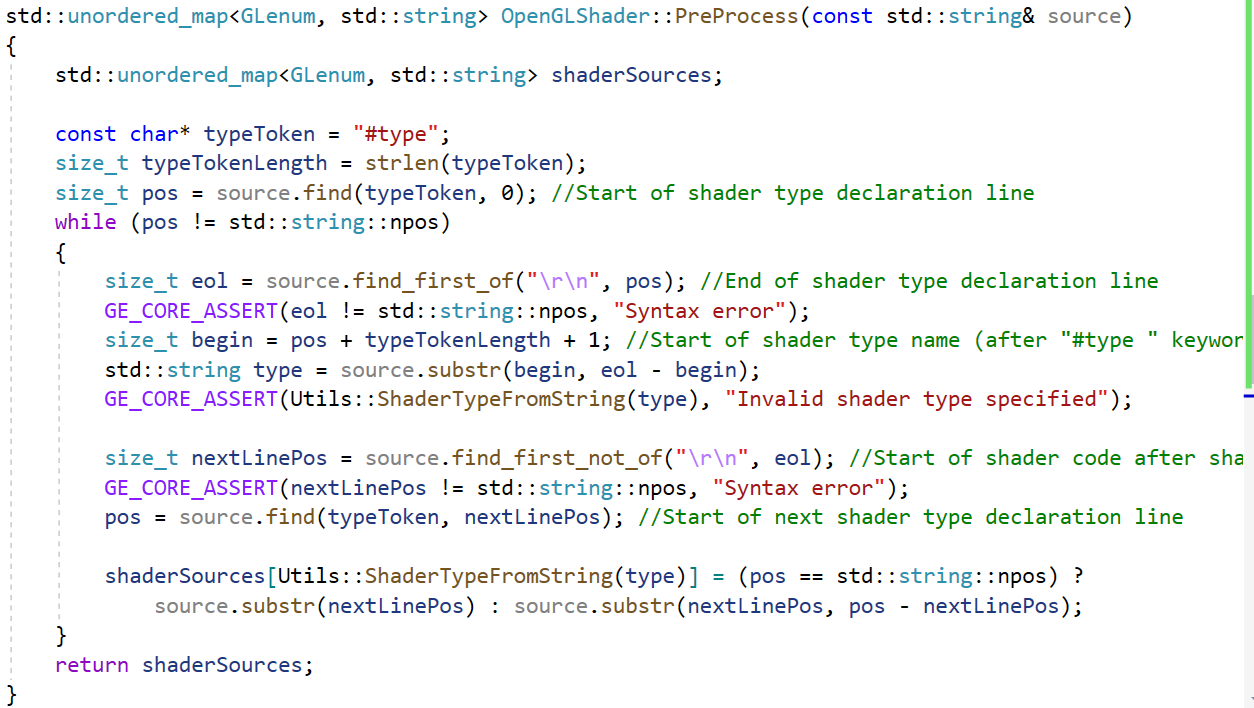 std::unordered_map<GLenum, std::string> OpenGLShader::PreProcess(const std::string& source)
{
    std::unordered_map<GLenum, std::string> shaderSources;

    const char* typeToken = "#type";
    size_t typeTokenLength = strlen(typeToken);
    size_t pos = source.find(typeToken, 0); //Start of shader type declaration line
    while (pos != std::string::npos)
    {
        size_t eol = source.find_first_of("\r\n", pos); //End of shader type declaration line
        GE_CORE_ASSERT(eol != std::string::npos, "Syntax error");
        size_t begin = pos + typeTokenLength + 1; //Start of shader type name (after "#type " keywor
        std::string type = source.substr(begin, eol - begin);
        GE_CORE_ASSERT(Utils::ShaderTypeFromString(type), "Invalid shader type specified");

        size_t nextLinePos = source.find_first_not_of("\r\n", eol); //Start of shader code after sha
        GE_CORE_ASSERT(nextLinePos != std::string::npos, "Syntax error");
        pos = source.find(typeToken, nextLinePos); //Start of next shader type declaration line

        shaderSources[Utils::ShaderTypeFromString(type)] = (pos == std::string::npos) ?
            source.substr(nextLinePos) : source.substr(nextLinePos, pos - nextLinePos);
    }
    return shaderSources;
}